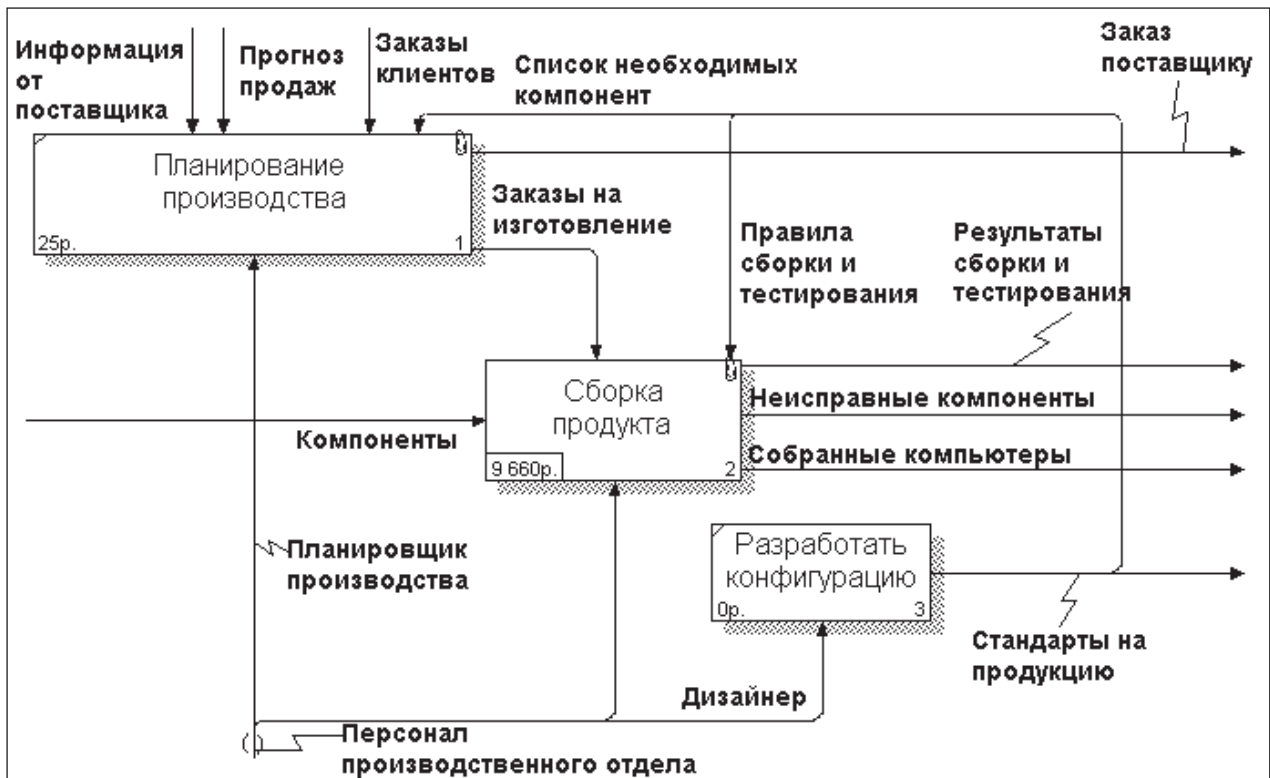 Информация
от
поставщика
Прогноз
продаж
Заказы
клиентов
Список необходимых
компонент
Заказ
поставщику
Планирование
производства
25р.
1
Заказы на
изготовление
Правила
сборки и
тестирования
Результаты
сборки и
тестирования
Сборка
продукта
9 660р.
2
Компоненты
Неисправные компоненты
Собранные компьютеры
Планировщик
производства
Разработать
конфигурацию
0р.
3
Стандарты на
продукцию
Дизайнер
Персонал
производственного отдела